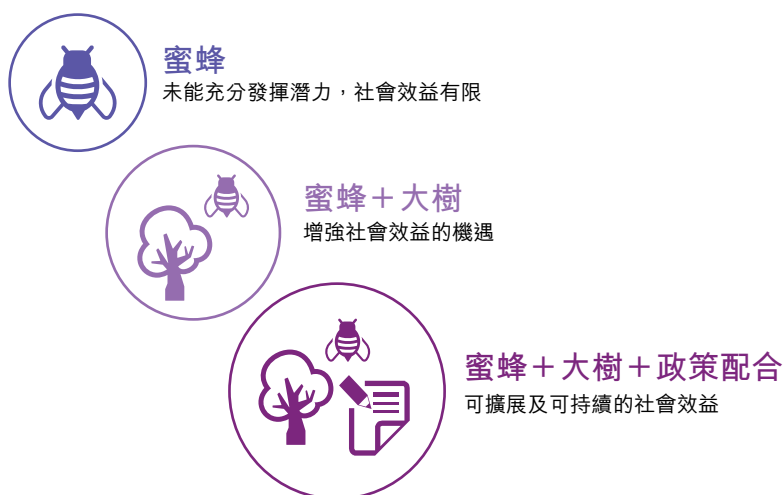 蜜蜂
未能充分發揮潛力，社會效益有限
蜜蜂＋大樹
增強社會效益的機遇
蜜蜂＋大樹＋政策配合
可擴展及可持續的社會效益